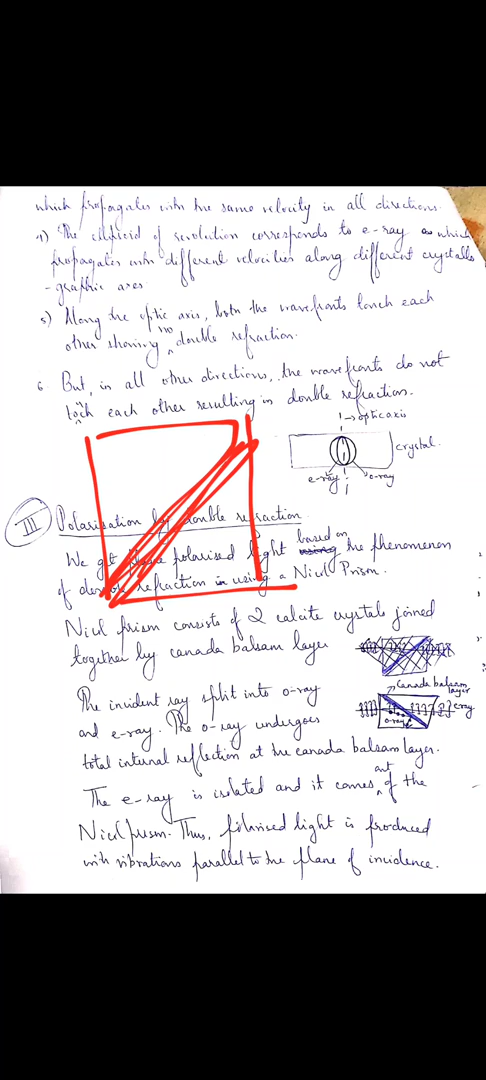 which propagates with the same velocity in all directions.
4) The ellipsoid of revolution corresponds to e-ray which
propagates with different velocities along different crystallo
-graphic axes
5) Along the optic axis, both the wavefronts touch each
other showing no double refraction.
6 But, in all other directions, the wavefronts do not
touch each other resulting in double refraction.
optic axis
crystal
e-ray
o-ray
III Polarisation by double refraction
We get plane polarised light based on the phenomenon
of double refraction in using a Nicol Prism.
Nicol prism consists of 2 calcite crystals joined
together by canada balsam layer
Canada balsam
layer
The incident ray split into o-ray
e-ray
o-ray
and e-ray. The o-ray undergoes
total internal reflection at the canada balsam layer.
The e-ray is isolated and it comes out of the
Nicol prism. Thus, polarised light is produced
with vibrations parallel to the plane of incidence.